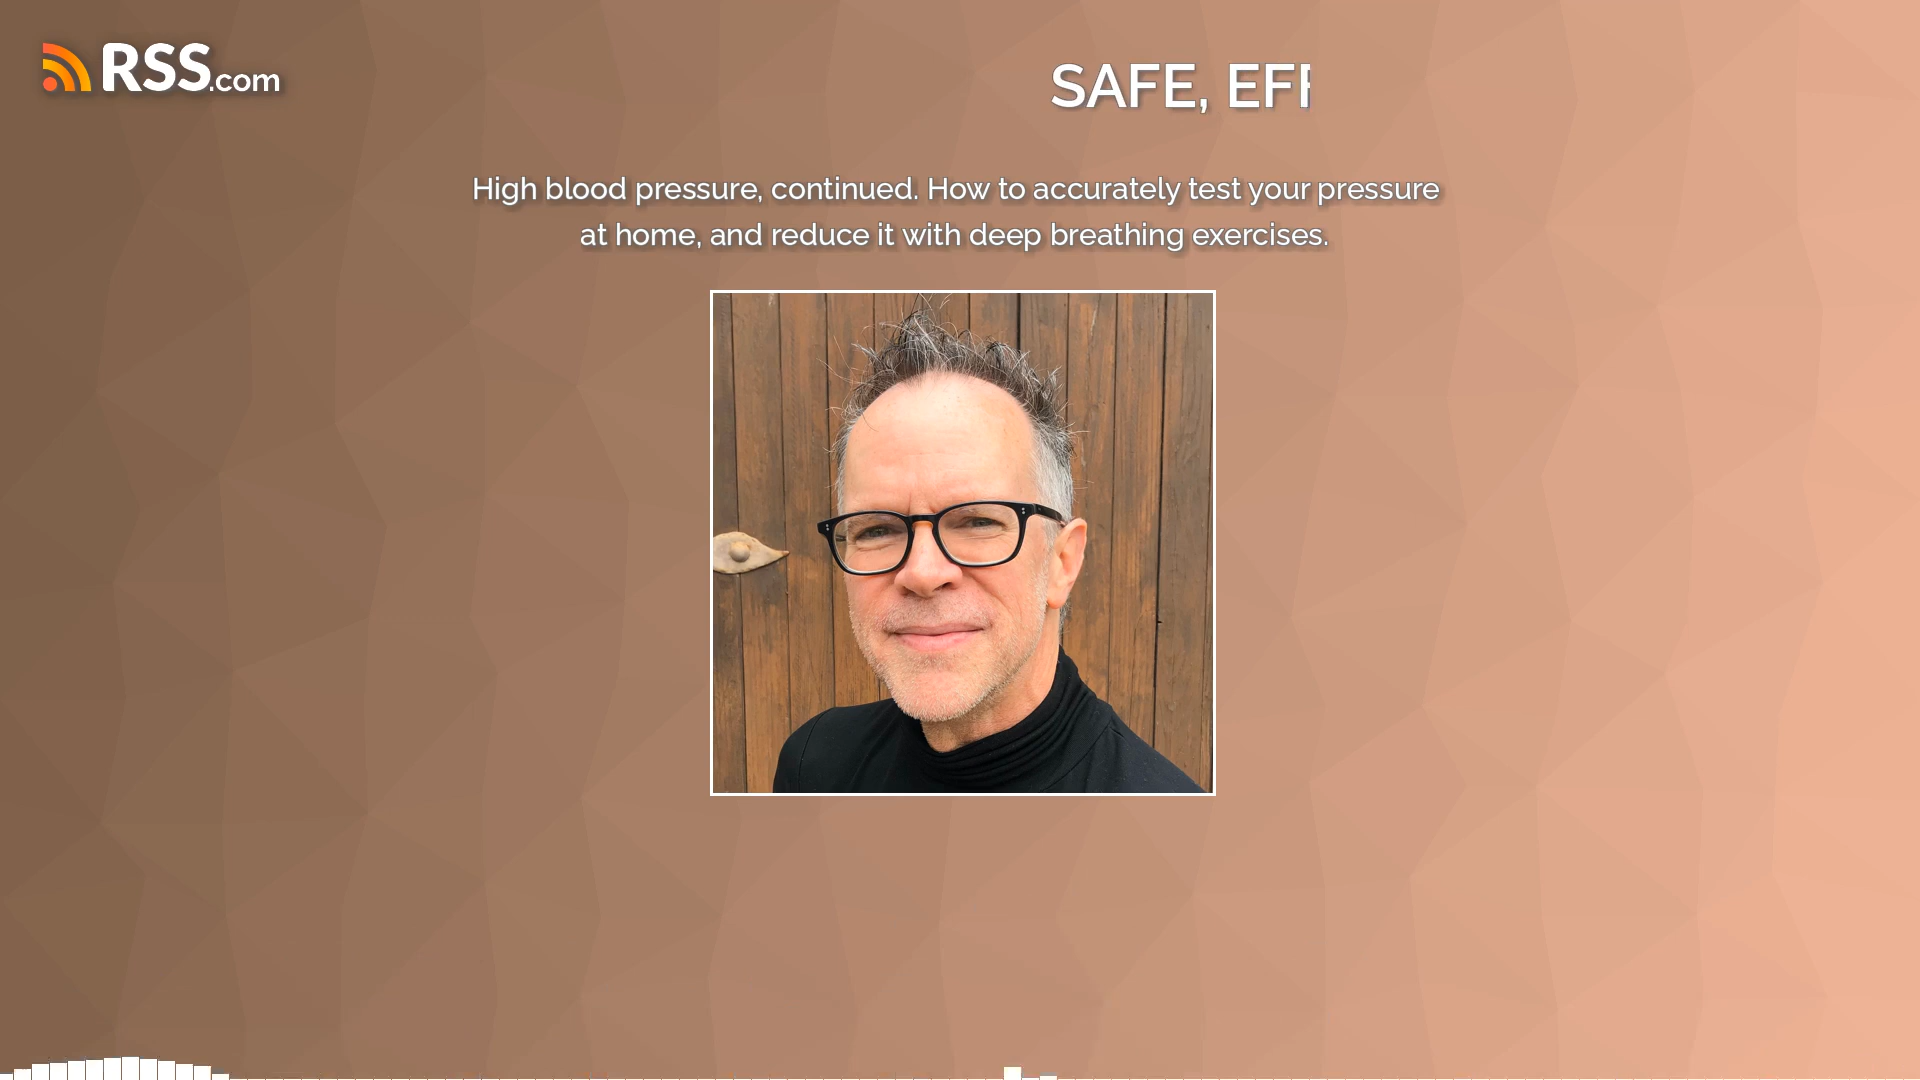 RSS.com
SAFE, EFF
High blood pressure, continued. How to accurately test your pressure
at home, and reduce it with deep breathing exercises.